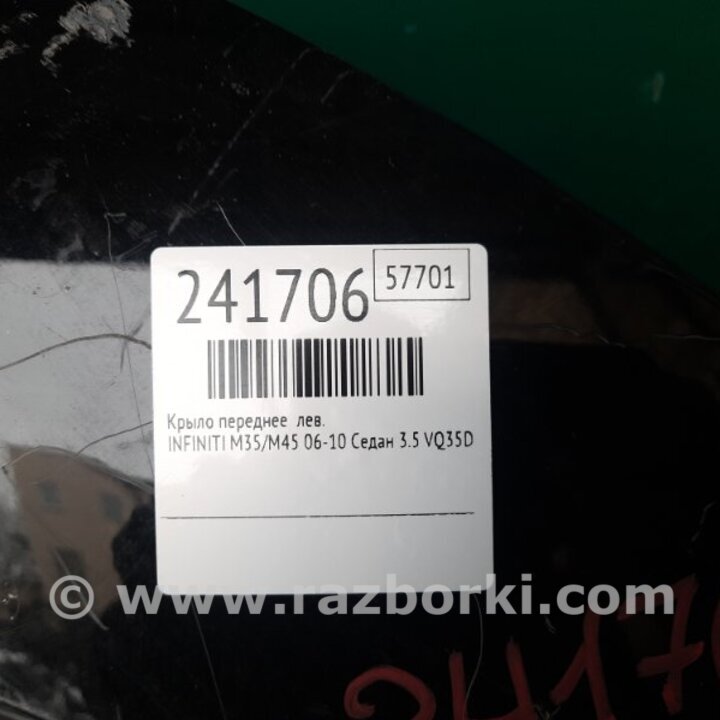 241706 57701
Крыло переднее лев.
INFINITI M35/M45 06-10 Седан 3.5 VQ35D
© www.razborki.com